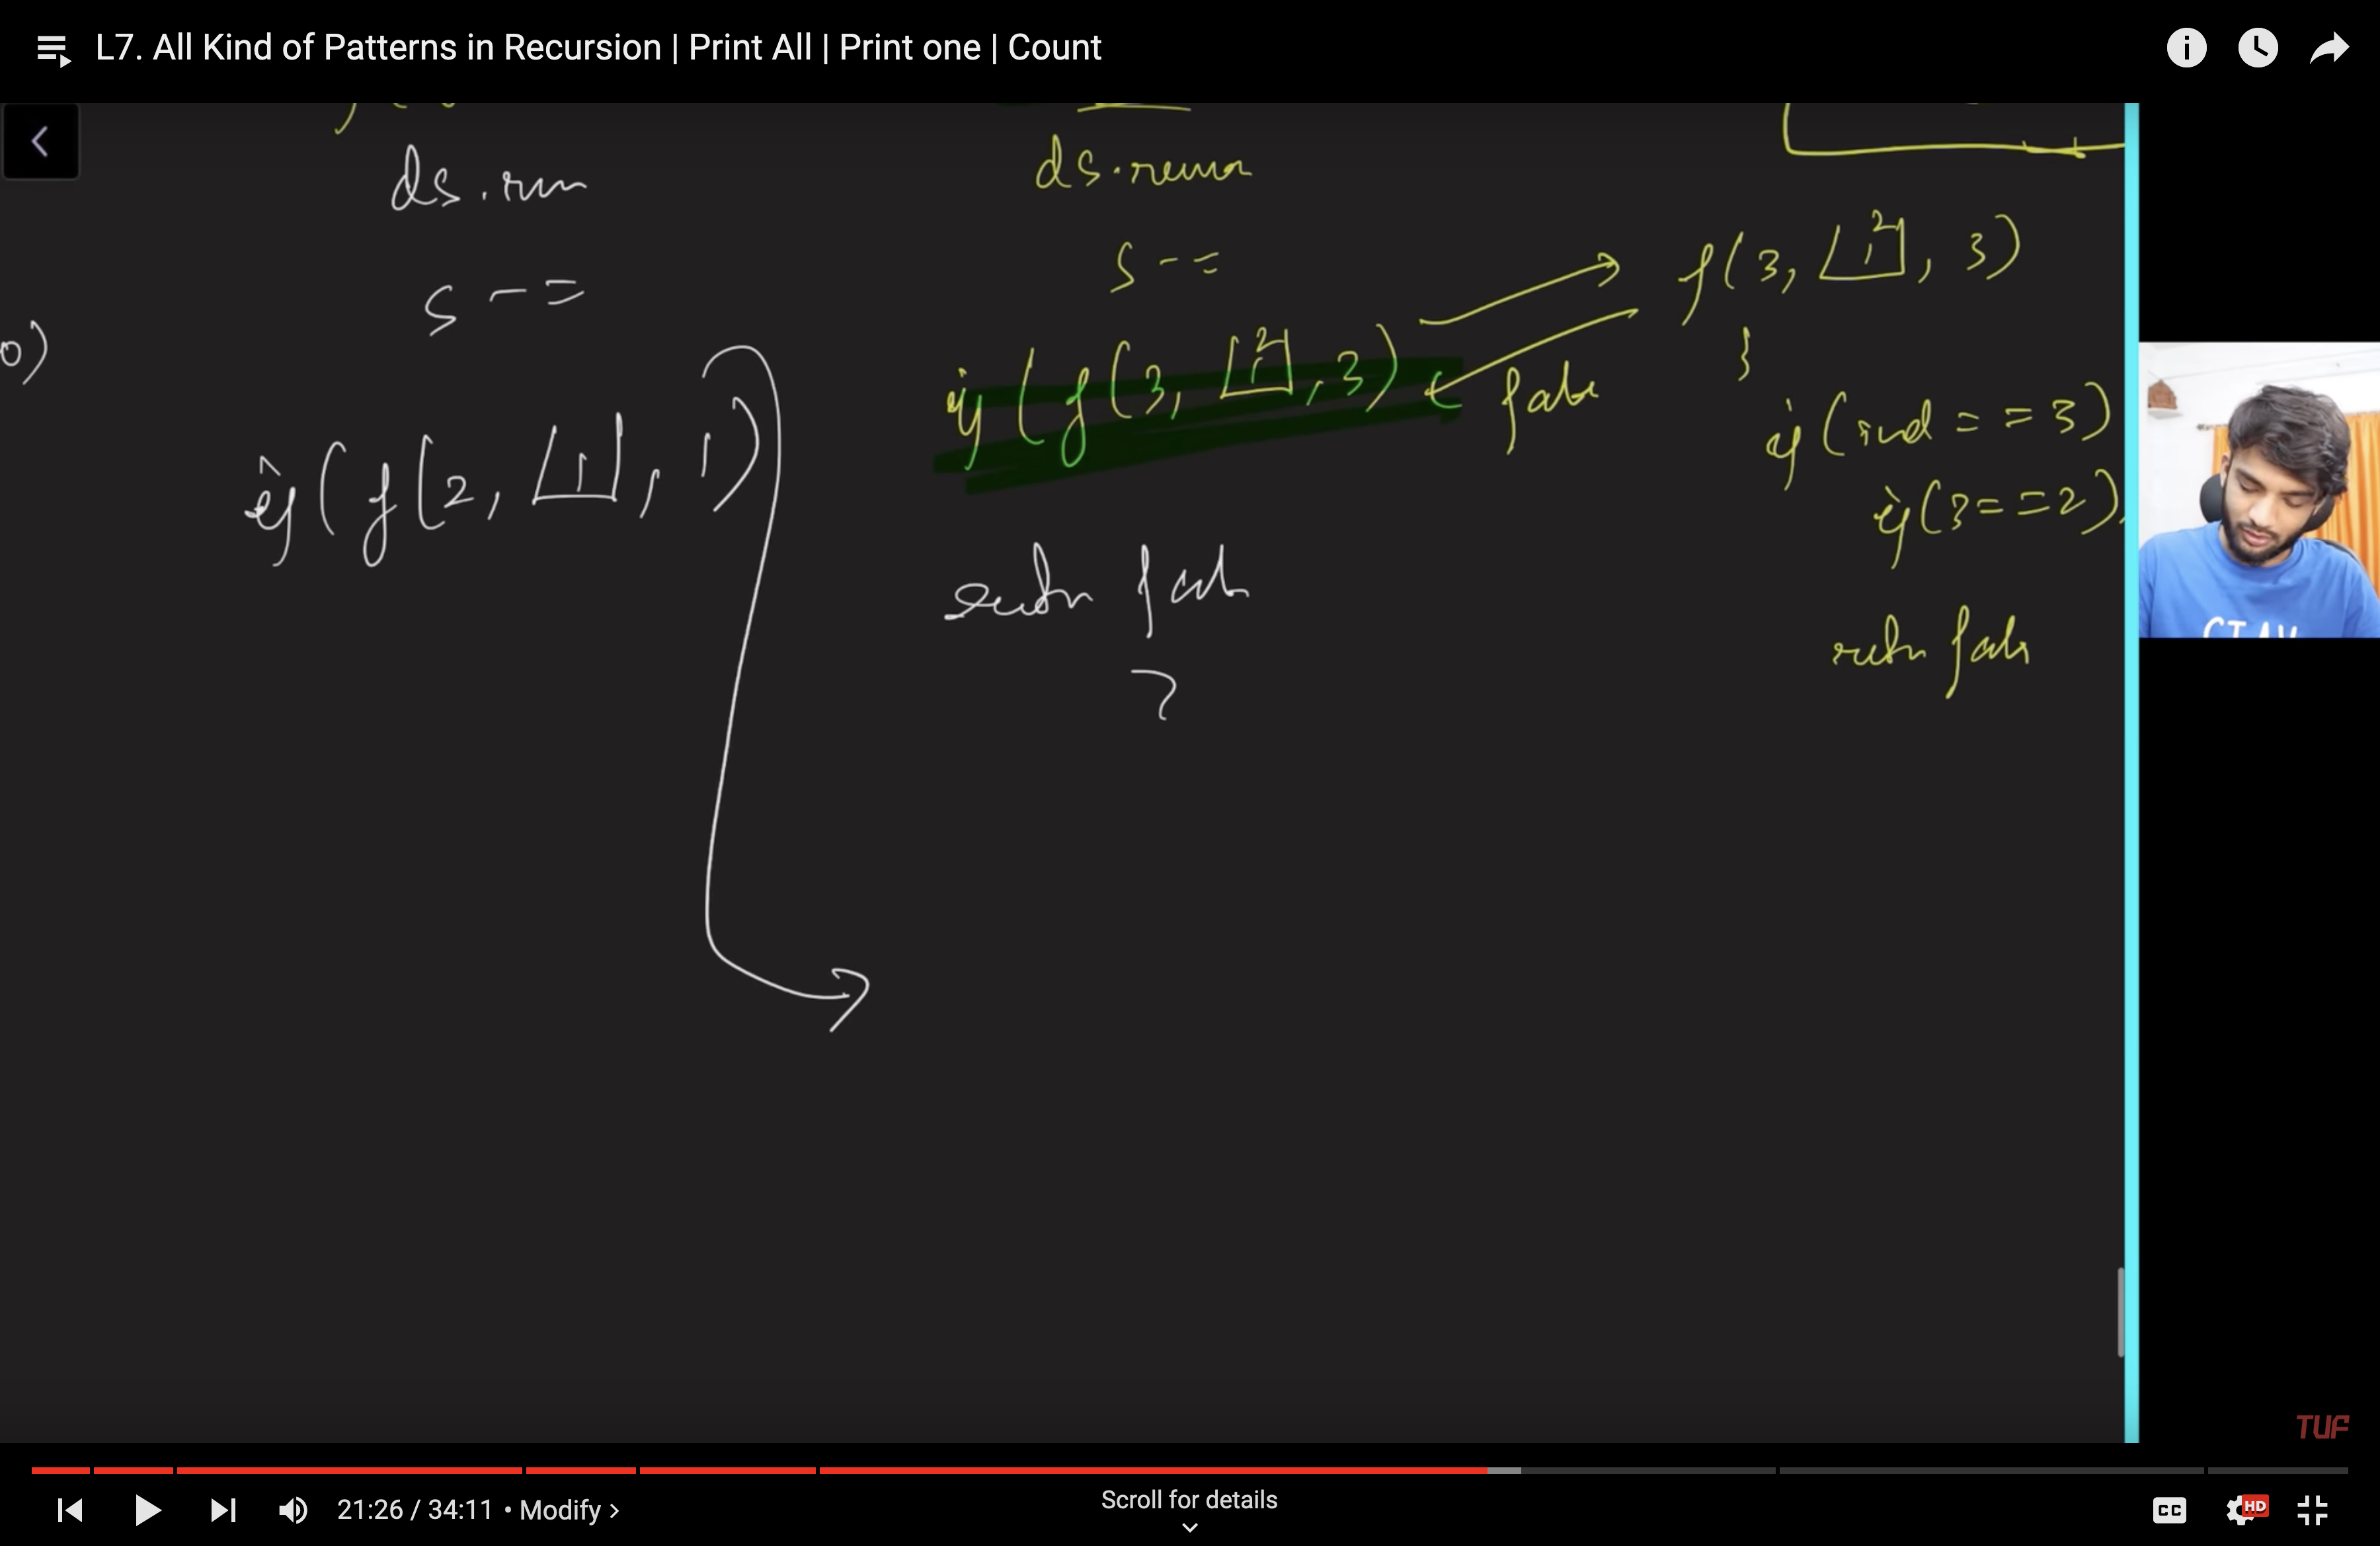 L7. All Kind of Patterns in Recursion | Print All | Print one | Count
ds.rem
s -=
0)
if (f(2, [1], 1)
ds.remo
s -=
if (f(3, [1 2], 3)
false
return false
f(3, [1 2], 3)
}
if (ind == 3)
if (3==2)
return false
TUF
21:26 / 34:11 • Modify >
Scroll for details
CC
HD